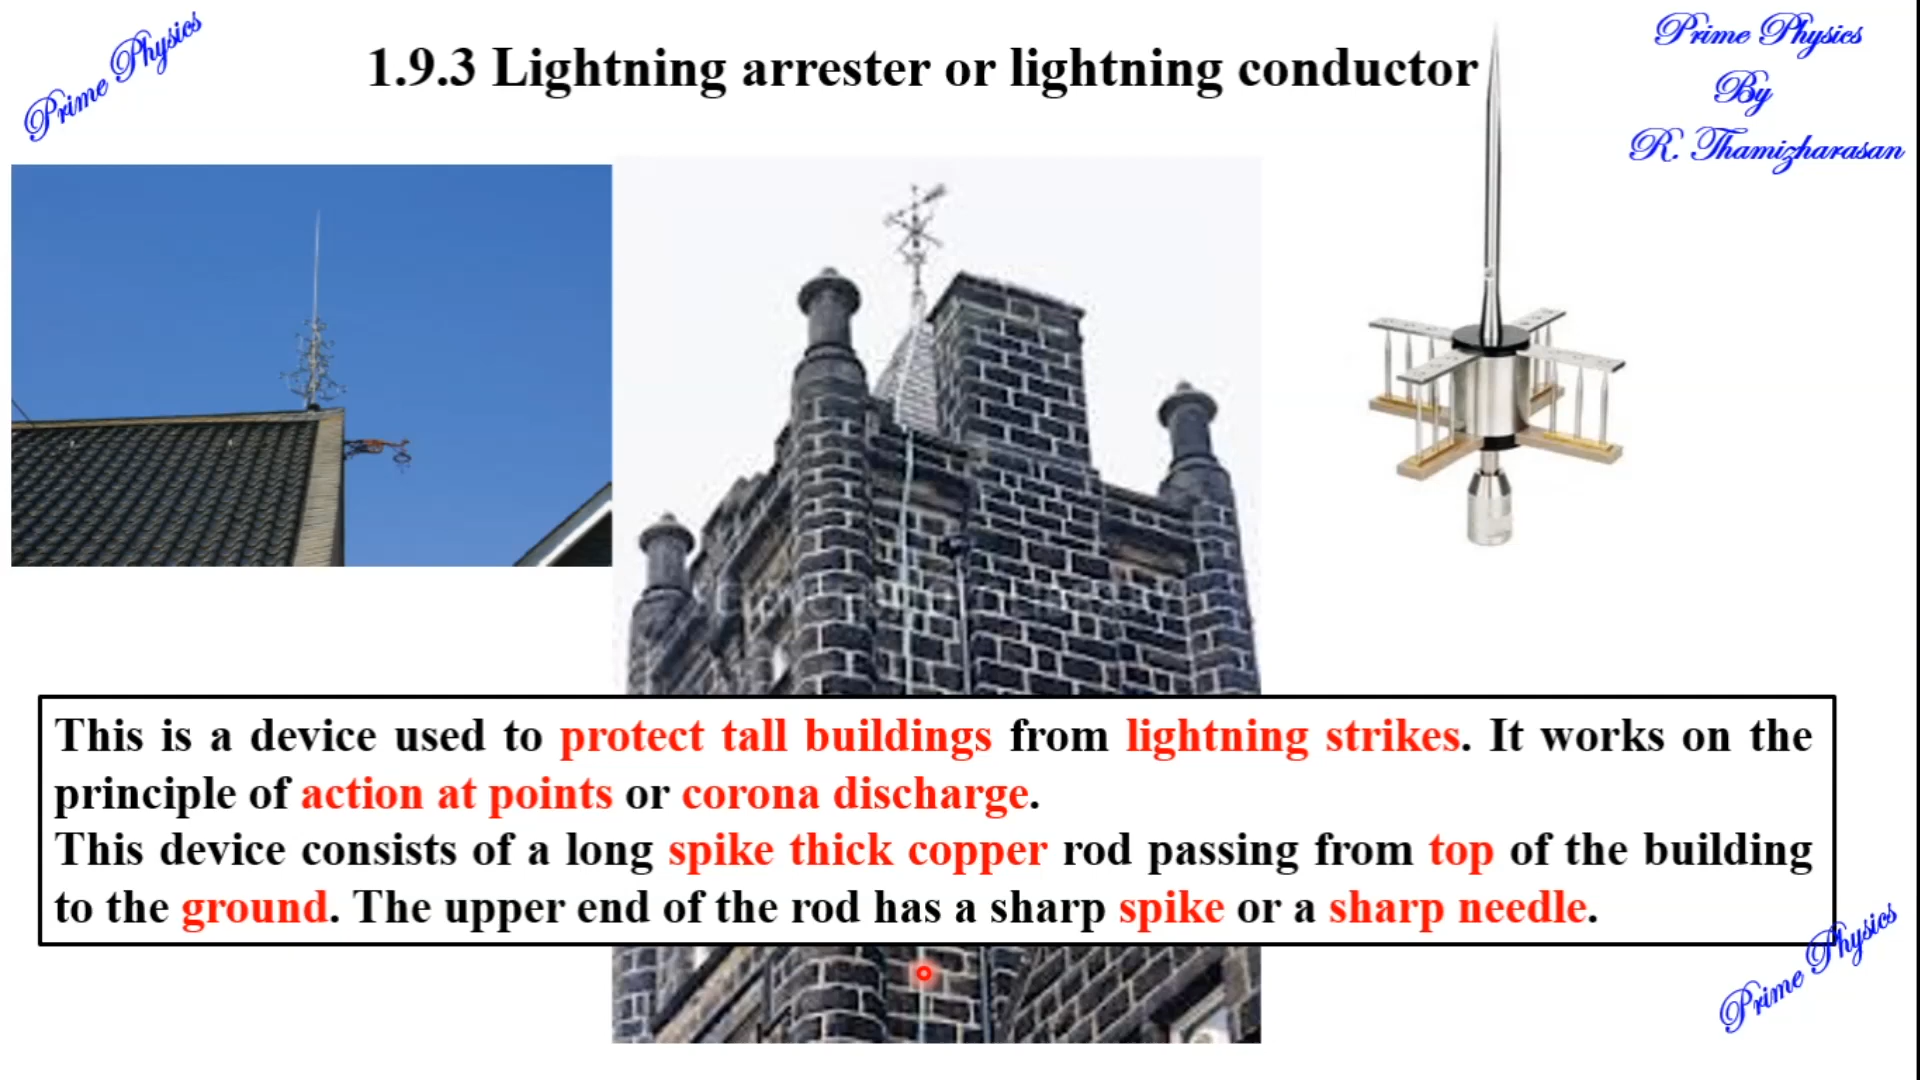 Prime Physics
1.9.3 Lightning arrester or lightning conductor
Prime Physics
By
R. Thamizharasan
This is a device used to protect tall buildings from lightning strikes. It works on the
principle of action at points or corona discharge.
This device consists of a long spike thick copper rod passing from top of the building
to the ground. The upper end of the rod has a sharp spike or a sharp needle.
Prime Physics